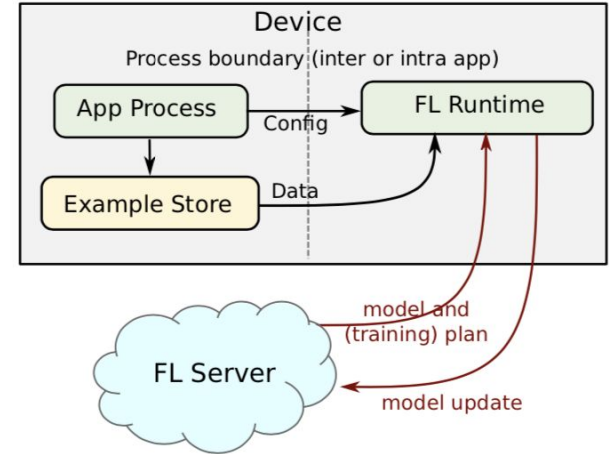 Device
Process boundary (inter or intra app)
App Process
Config
FL Runtime
Example Store
Data
model and
(training) plan
FL Server
model update